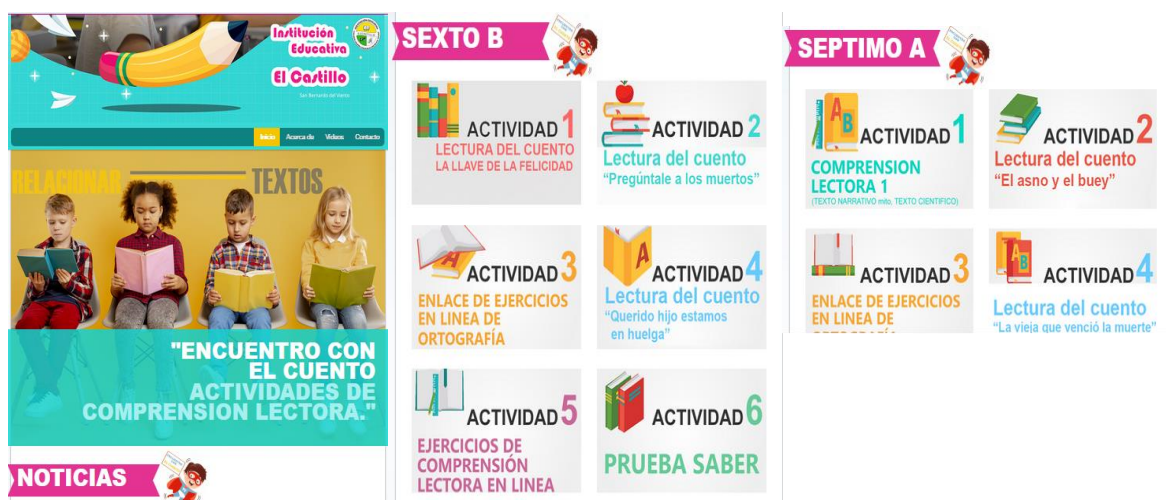 Institución
Educativa
El Castillo
San Bernardo del Viento
Inicio Acerca de Videos Contacto
RELACIONAR TEXTOS
"ENCUENTRO CON
EL CUENTO
ACTIVIDADES DE
COMPRENSION LECTORA."
NOTICIAS
SEXTO B
ACTIVIDAD 1
LECTURA DEL CUENTO
LA LLAVE DE LA FELICIDAD
ACTIVIDAD 2
Lectura del cuento
“Pregúntale a los muertos”
ACTIVIDAD 3
ENLACE DE EJERCICIOS
EN LINEA DE
ORTOGRAFÍA
A
ACTIVIDAD 4
Lectura del cuento
“Querido hijo estamos
en huelga”
A
ACTIVIDAD 5
EJERCICIOS DE
COMPRENSIÓN
LECTORA EN LINEA
ACTIVIDAD 6
PRUEBA SABER
SEPTIMO A
AB
ACTIVIDAD 1
COMPRENSION
LECTORA 1
(TEXTO NARRATIVO mito, TEXTO CIENTIFICO)
ACTIVIDAD 2
Lectura del cuento
“El asno y el buey”
ACTIVIDAD 3
ENLACE DE EJERCICIOS
EN LINEA DE
ORTOGRAFÍA
AB
ACTIVIDAD 4
Lectura del cuento
“La vieja que venció la muerte”